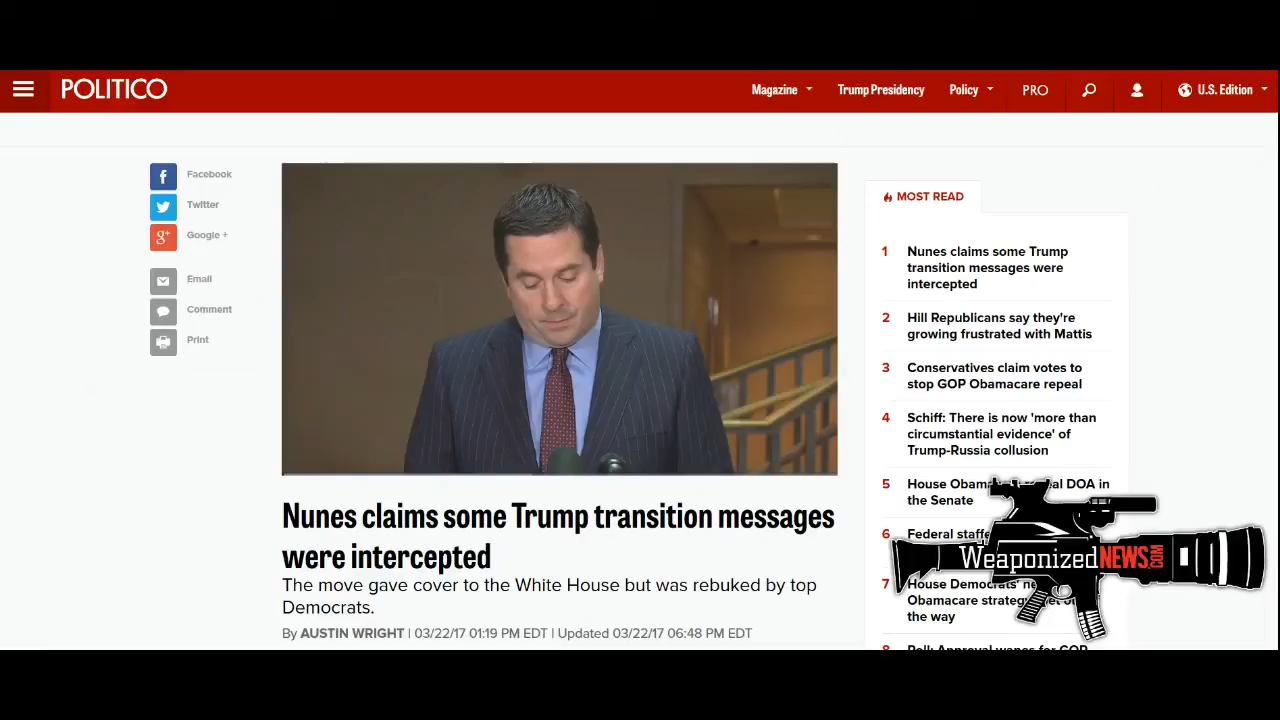 POLITICO
Magazine
Trump Presidency
Policy
PRO
U.S. Edition
Facebook
Twitter
Google +
Email
Comment
Print
Nunes claims some Trump transition messages
were intercepted
The move gave cover to the White House but was rebuked by top
Democrats.
By AUSTIN WRIGHT | 03/22/17 01:19 PM EDT | Updated 03/22/17 06:48 PM EDT
MOST READ
1 Nunes claims some Trump
transition messages were
intercepted
2 Hill Republicans say they're
growing frustrated with Mattis
3 Conservatives claim votes to
stop GOP Obamacare repeal
4 Schiff: There is now 'more than
circumstantial evidence' of
Trump-Russia collusion
5 House DOA in
the Senate
6 Federal
7 House Democrats'
Obamacare
the way
WeaponizedNEWS.COM